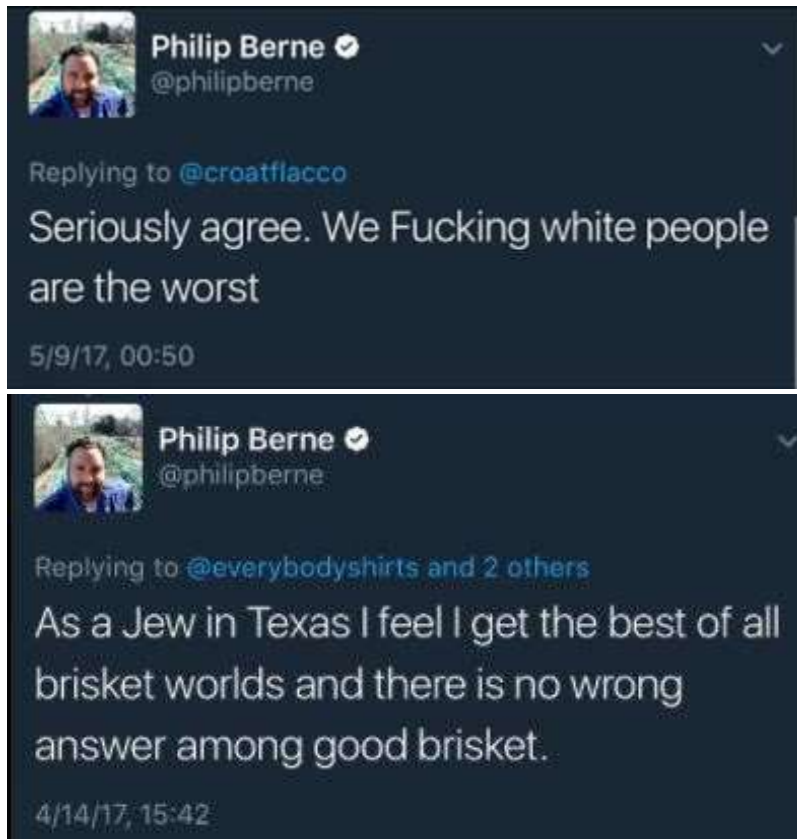 Philip Berne
@philipberne
Replying to @croatflacco
Seriously agree. We Fucking white people
are the worst
5/9/17, 00:50
Philip Berne
@philipberne
Replying to @everybodyshirts and 2 others
As a Jew in Texas I feel I get the best of all
brisket worlds and there is no wrong
answer among good brisket.
4/14/17, 15:42